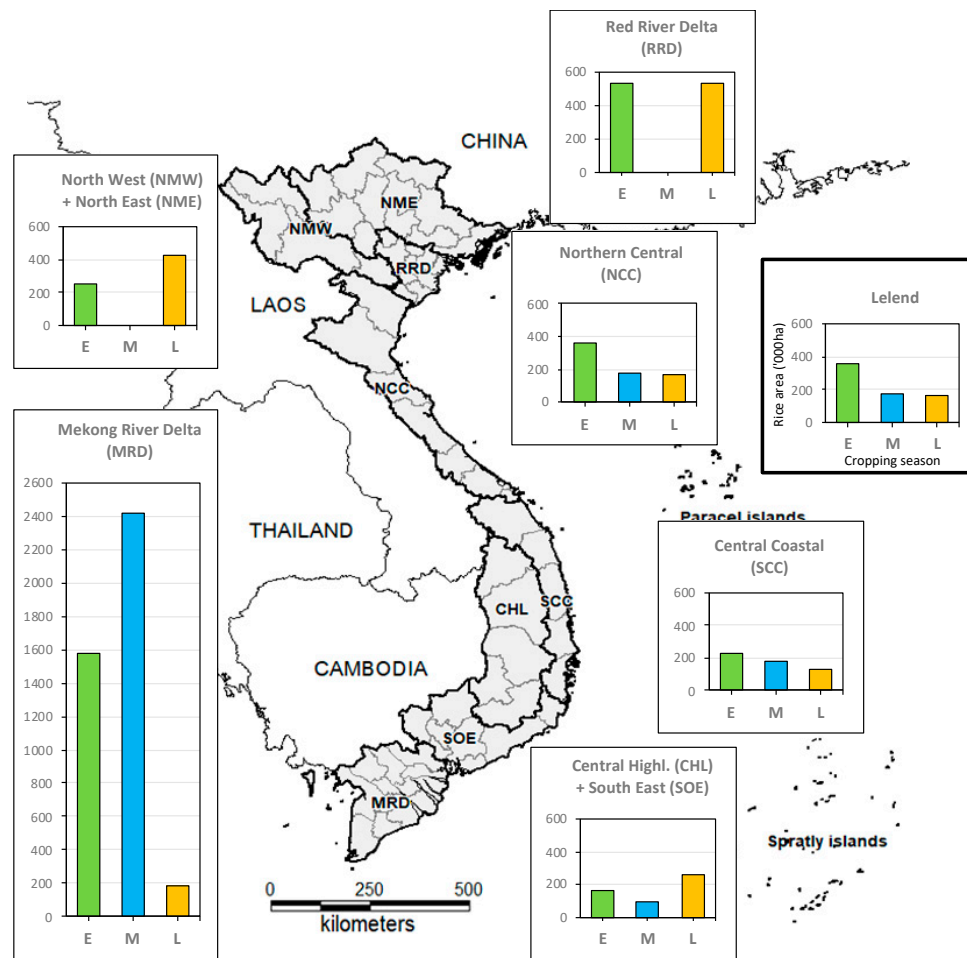 Red River Delta
(RRD)
600
400
200
0
E M L
CHINA
North West (NMW)
+ North East (NME)
600
400
200
0
E M L
NME
NMW
RRD
LAOS
Northern Central
(NCC)
600
400
200
0
E M L
Lelend
Rice area ('000ha)
600
400
200
0
E M L
Cropping season
NCC
Mekong River Delta
(MRD)
2600
2400
2200
2000
1800
1600
1400
1200
1000
800
600
400
200
0
E M L
Paracel islands
THAILAND
Central Coastal
(SCC)
600
400
200
0
E M L
CHL
SCC
CAMBODIA
SOE
MRD
Central Highl. (CHL)
+ South East (SOE)
600
400
200
0
E M L
Spratly islands
0 250 500
kilometers